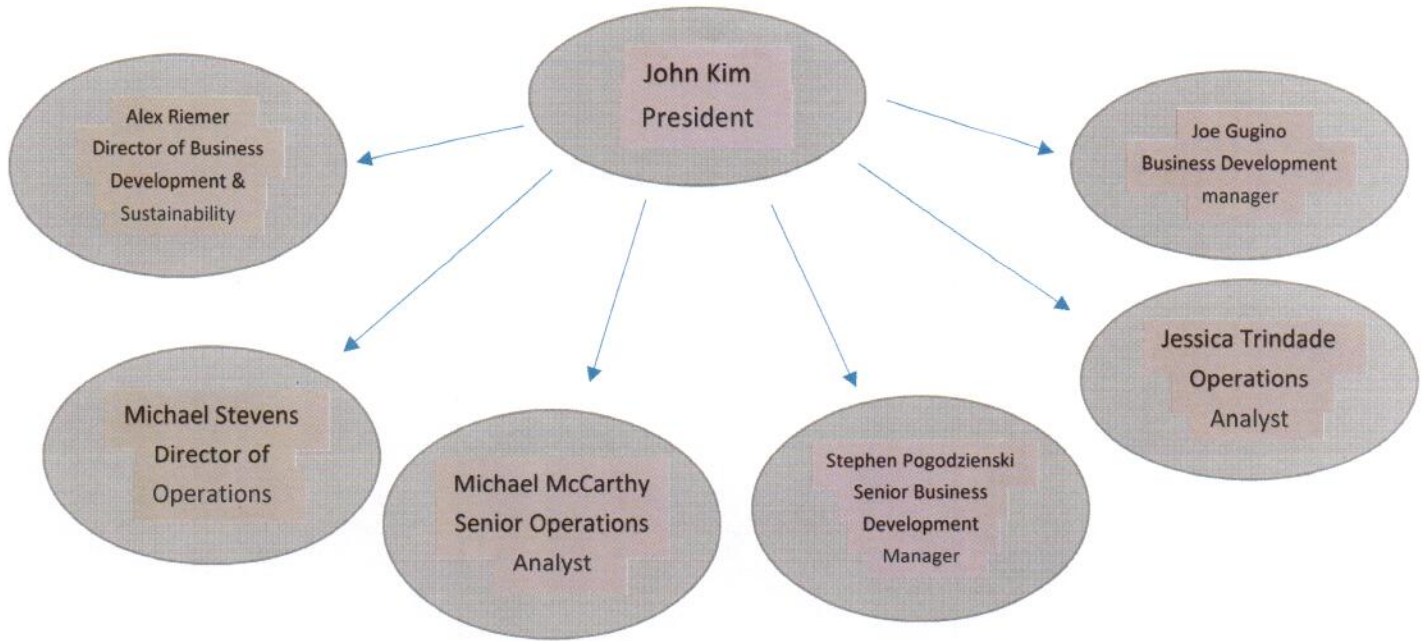 John Kim
President
Alex Riemer
Director of Business
Development &
Sustainability
Joe Gugino
Business Development
manager
Jessica Trindade
Operations
Analyst
Michael Stevens
Director of
Operations
Michael McCarthy
Senior Operations
Analyst
Stephen Pogodzienski
Senior Business
Development
Manager